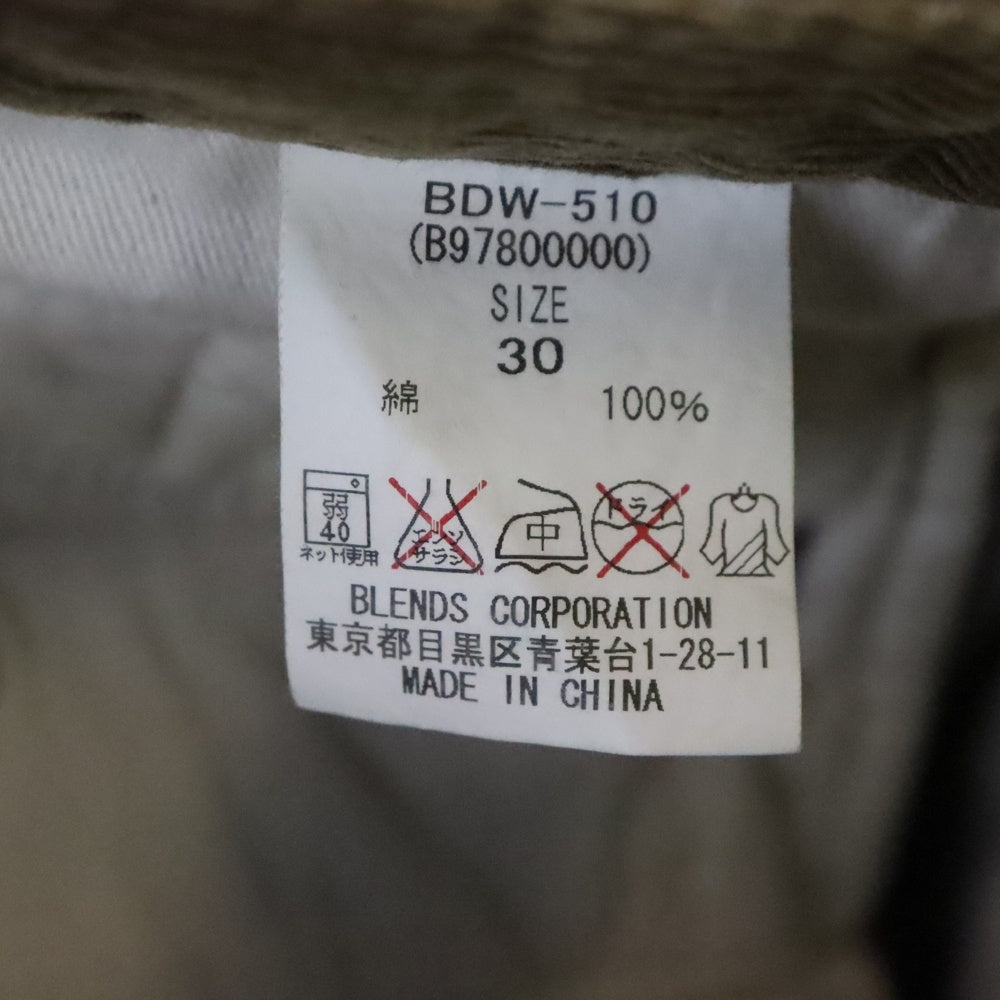 BDW-510
(B97800000)
SIZE
30
綿 100%
弱
40
ネット使用
エンソ
サラシ
中
ドライ
BLENDS CORPORATION
東京都目黒区青葉台1-28-11
MADE IN CHINA